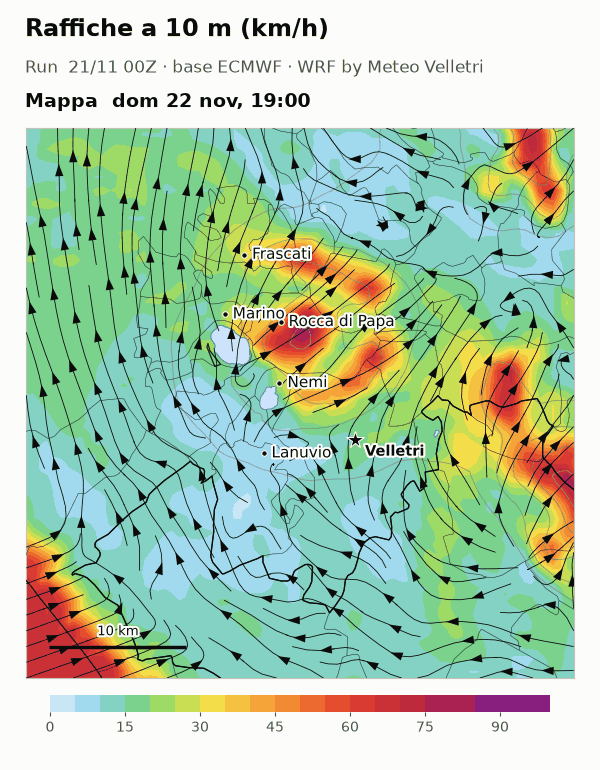 Raffiche a 10 m (km/h)
Run  21/11 00Z · base ECMWF · WRF by Meteo Velletri
Mappa  dom 22 nov, 19:00
Frascati
Marino
Rocca di Papa
Nemi
Velletri
Lanuvio
10 km
0 15 30 45 60 75 90